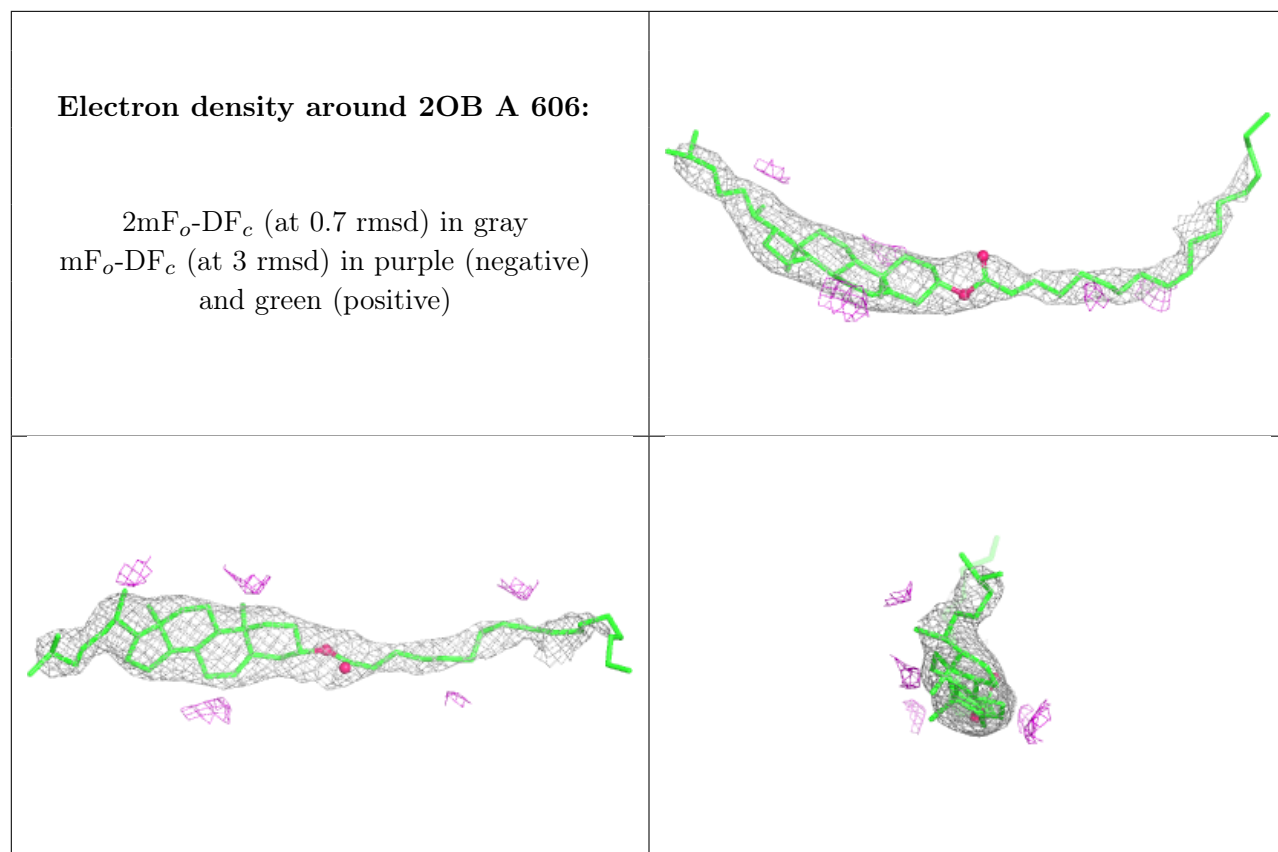 Electron density around 2OB A 606:
2mFo-DFc (at 0.7 rmsd) in gray
mFo-DFc (at 3 rmsd) in purple (negative)
and green (positive)